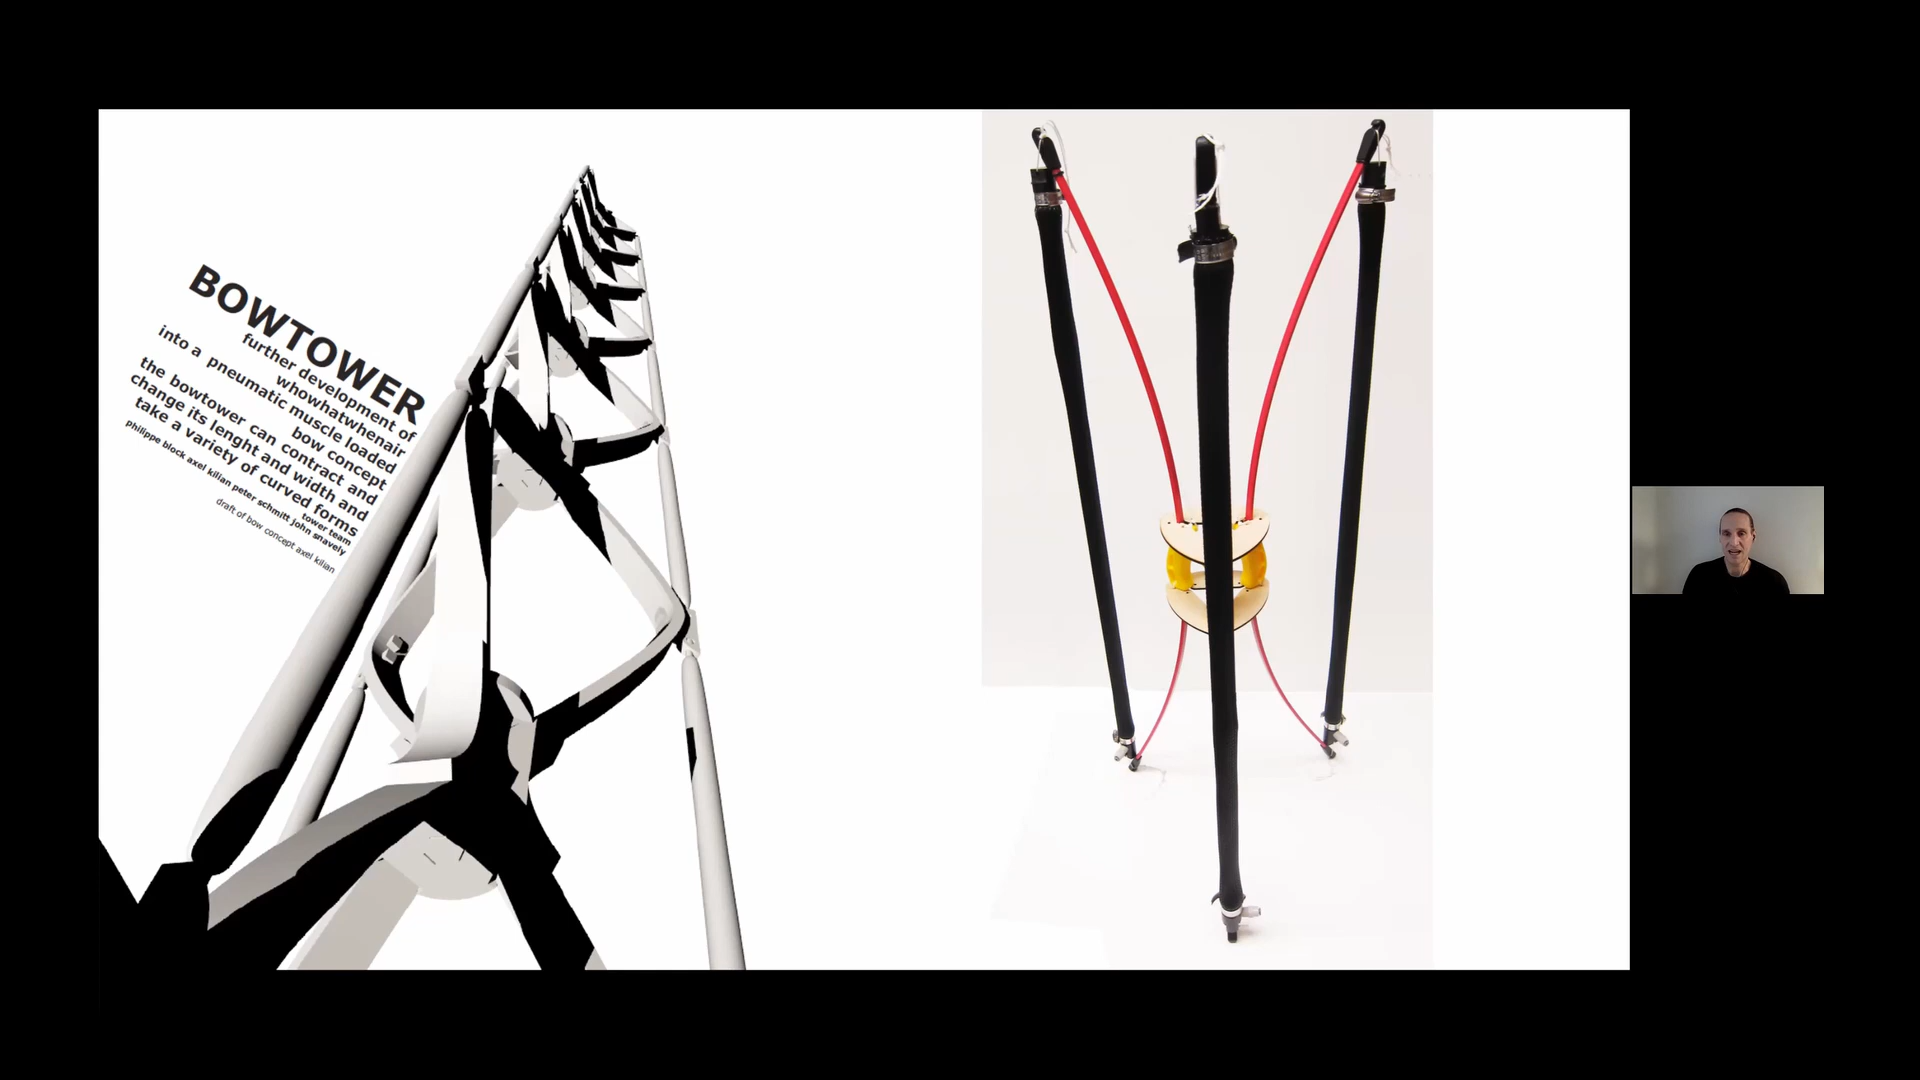 BOWTOWER
further development of
whowhatwhenair
into a pneumatic muscle loaded
bow concept
the bowtower can contract and
change its lenght and width and
take a variety of curved forms
tower team
philippe block axel kilian peter schmitt john snavely
draft of bow concept axel kilian